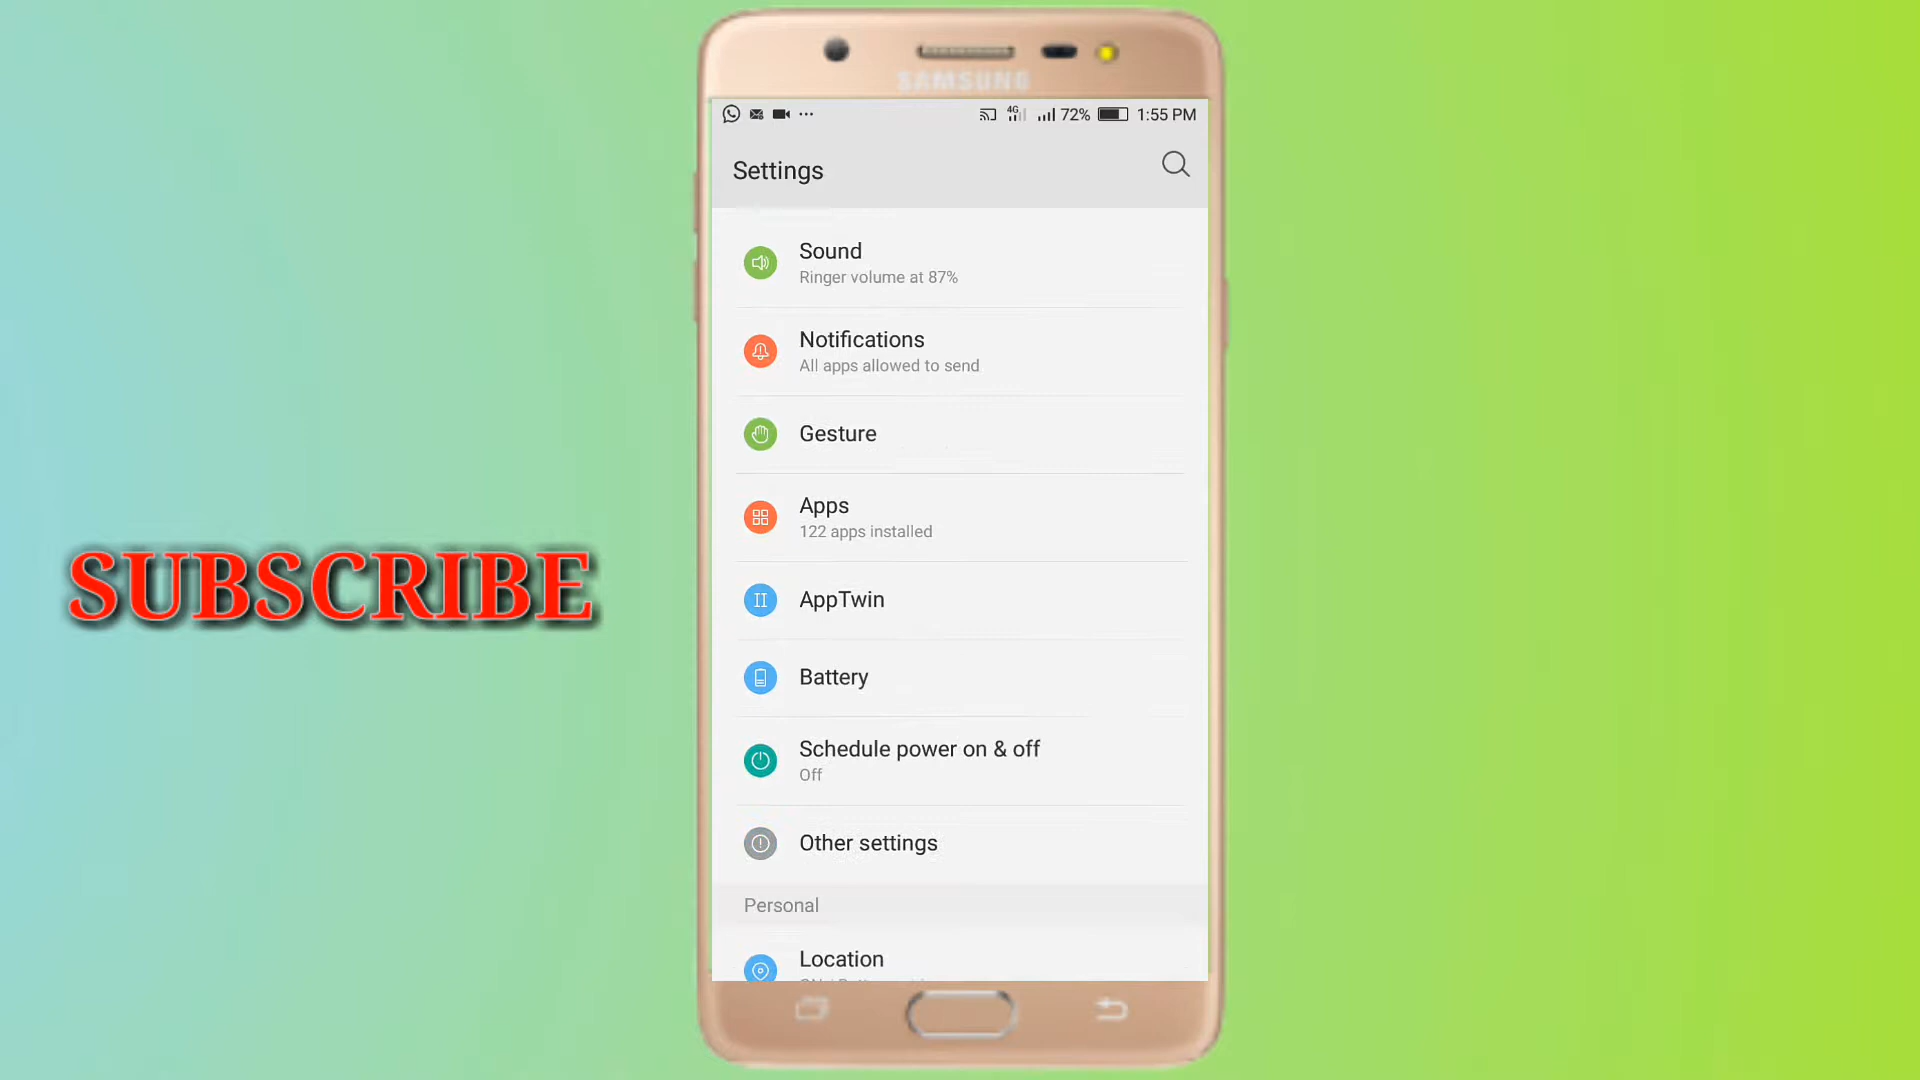 SAMSUNG
4G 72% 1:55 PM
Settings
Sound
Ringer volume at 87%
Notifications
All apps allowed to send
Gesture
Apps
122 apps installed
AppTwin
Battery
Schedule power on & off
Off
Other settings
Personal
Location
SUBSCRIBE